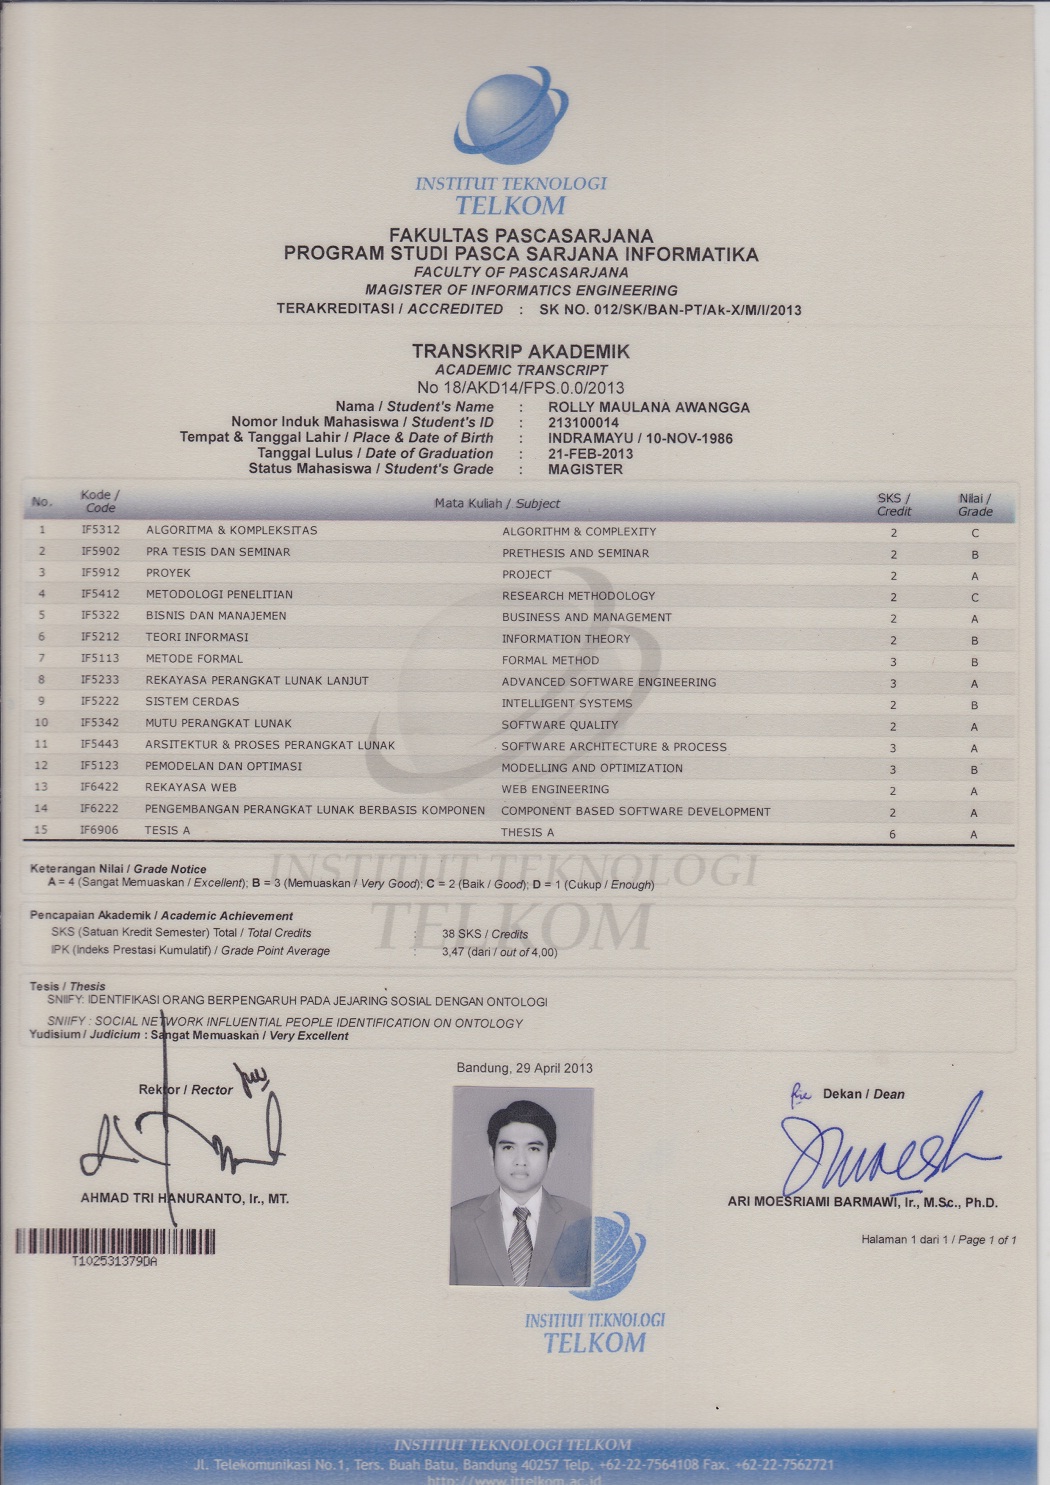 INSTITUT TEKNOLOGI
TELKOM
FAKULTAS PASCASARJANA
PROGRAM STUDI PASCA SARJANA INFORMATIKA
FACULTY OF PASCASARJANA
MAGISTER OF INFORMATICS ENGINEERING
TERAKREDITASI / ACCREDITED : SK NO. 012/SK/BAN-PT/Ak-X/M/I/2013
TRANSKRIP AKADEMIK
ACADEMIC TRANSCRIPT
No 18/AKD14/FPS.0.0/2013
Nama / Student's Name : ROLLY MAULANA AWANGGA
Nomor Induk Mahasiswa / Student's ID : 213100014
Tempat & Tanggal Lahir / Place & Date of Birth : INDRAMAYU / 10-NOV-1986
Tanggal Lulus / Date of Graduation : 21-FEB-2013
Status Mahasiswa / Student's Grade : MAGISTER
No. Kode / Code Mata Kuliah / Subject SKS / Credit Nilai / Grade
1 IF5312 ALGORITMA & KOMPLEKSITAS ALGORITHM & COMPLEXITY 2 C
2 IF5902 PRA TESIS DAN SEMINAR PRETHESIS AND SEMINAR 2 B
3 IF5912 PROYEK PROJECT 2 A
4 IF5412 METODOLOGI PENELITIAN RESEARCH METHODOLOGY 2 C
5 IF5322 BISNIS DAN MANAJEMEN BUSINESS AND MANAGEMENT 2 A
6 IF5212 TEORI INFORMASI INFORMATION THEORY 2 B
7 IF5113 METODE FORMAL FORMAL METHOD 3 B
8 IF5233 REKAYASA PERANGKAT LUNAK LANJUT ADVANCED SOFTWARE ENGINEERING 3 A
9 IF5222 SISTEM CERDAS INTELLIGENT SYSTEMS 2 B
10 IF5342 MUTU PERANGKAT LUNAK SOFTWARE QUALITY 2 A
11 IF5443 ARSITEKTUR & PROSES PERANGKAT LUNAK SOFTWARE ARCHITECTURE & PROCESS 3 A
12 IF5123 PEMODELAN DAN OPTIMASI MODELLING AND OPTIMIZATION 3 B
13 IF6422 REKAYASA WEB WEB ENGINEERING 2 A
14 IF6222 PENGEMBANGAN PERANGKAT LUNAK BERBASIS KOMPONEN COMPONENT BASED SOFTWARE DEVELOPMENT 2 A
15 IF6906 TESIS A THESIS A 6 A
INSTITUT TEKNOLOGI
TELKOM
Keterangan Nilai / Grade Notice
A = 4 (Sangat Memuaskan / Excellent); B = 3 (Memuaskan / Very Good); C = 2 (Baik / Good); D = 1 (Cukup / Enough)
Pencapaian Akademik / Academic Achievement
SKS (Satuan Kredit Semester) Total / Total Credits : 38 SKS / Credits
IPK (Indeks Prestasi Kumulatif) / Grade Point Average : 3,47 (dari / out of 4,00)
Tesis / Thesis
SNIIFY: IDENTIFIKASI ORANG BERPENGARUH PADA JEJARING SOSIAL DENGAN ONTOLOGI
SNIIFY : SOCIAL NETWORK INFLUENTIAL PEOPLE IDENTIFICATION ON ONTOLOGY
Yudisium / Judicium : Sangat Memuaskan / Very Excellent
Bandung, 29 April 2013
Rektor / Rector
Dekan / Dean
AHMAD TRI HANURANTO, Ir., MT.
ARI MOESRIAMI BARMAWI, Ir., M.Sc., Ph.D.
T102531379DA
Halaman 1 dari 1 / Page 1 of 1
INSTITUT TEKNOLOGI
TELKOM
INSTITUT TEKNOLOGI TELKOM
Jl. Telekomunikasi No.1, Ters. Buah Batu, Bandung 40257 Telp. +62-22-7564108 Fax. +62-22-7562721
http://www.ittelkom.ac.id